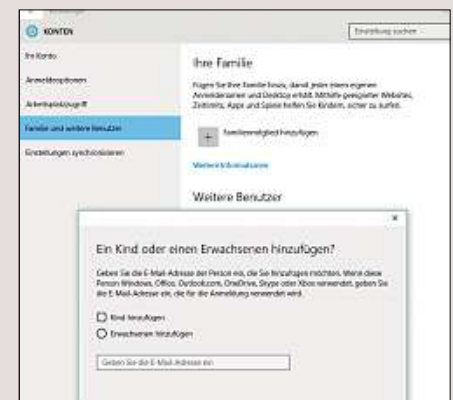 KONTEN
Einstellung suchen
Ihr Konto
Anmeldeoptionen
Arbeitsplatzzugriff
Familie und weitere Benutzer
Einstellungen synchronisieren
Ihre Familie
Fügen Sie Ihre Familie hinzu, damit jeder einen eigenen
Anmeldenamen und Desktop erhält. Mithilfe geeigneter Websites,
Zeitlimits, Apps und Spiele helfen Sie Kindern, sicher zu surfen.
Familienmitglied hinzufügen
Weitere Informationen
Weitere Benutzer
Ein Kind oder einen Erwachsenen hinzufügen?
Geben Sie die E-Mail-Adresse der Person ein, die Sie hinzufügen möchten. Wenn diese
Person Windows, Office, Outlook.com, OneDrive, Skype oder Xbox verwendet, geben Sie
die E-Mail-Adresse ein, die für die Anmeldung verwendet wird.
Kind hinzufügen
Erwachsenen hinzufügen
Geben Sie die E-Mail-Adresse ein